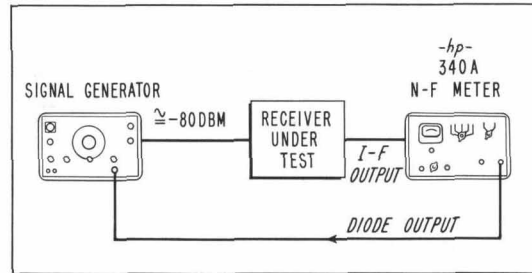 -hp-
340A
N-F METER
SIGNAL GENERATOR
≅-80DBM
RECEIVER
UNDER
TEST
I-F
OUTPUT
DIODE OUTPUT